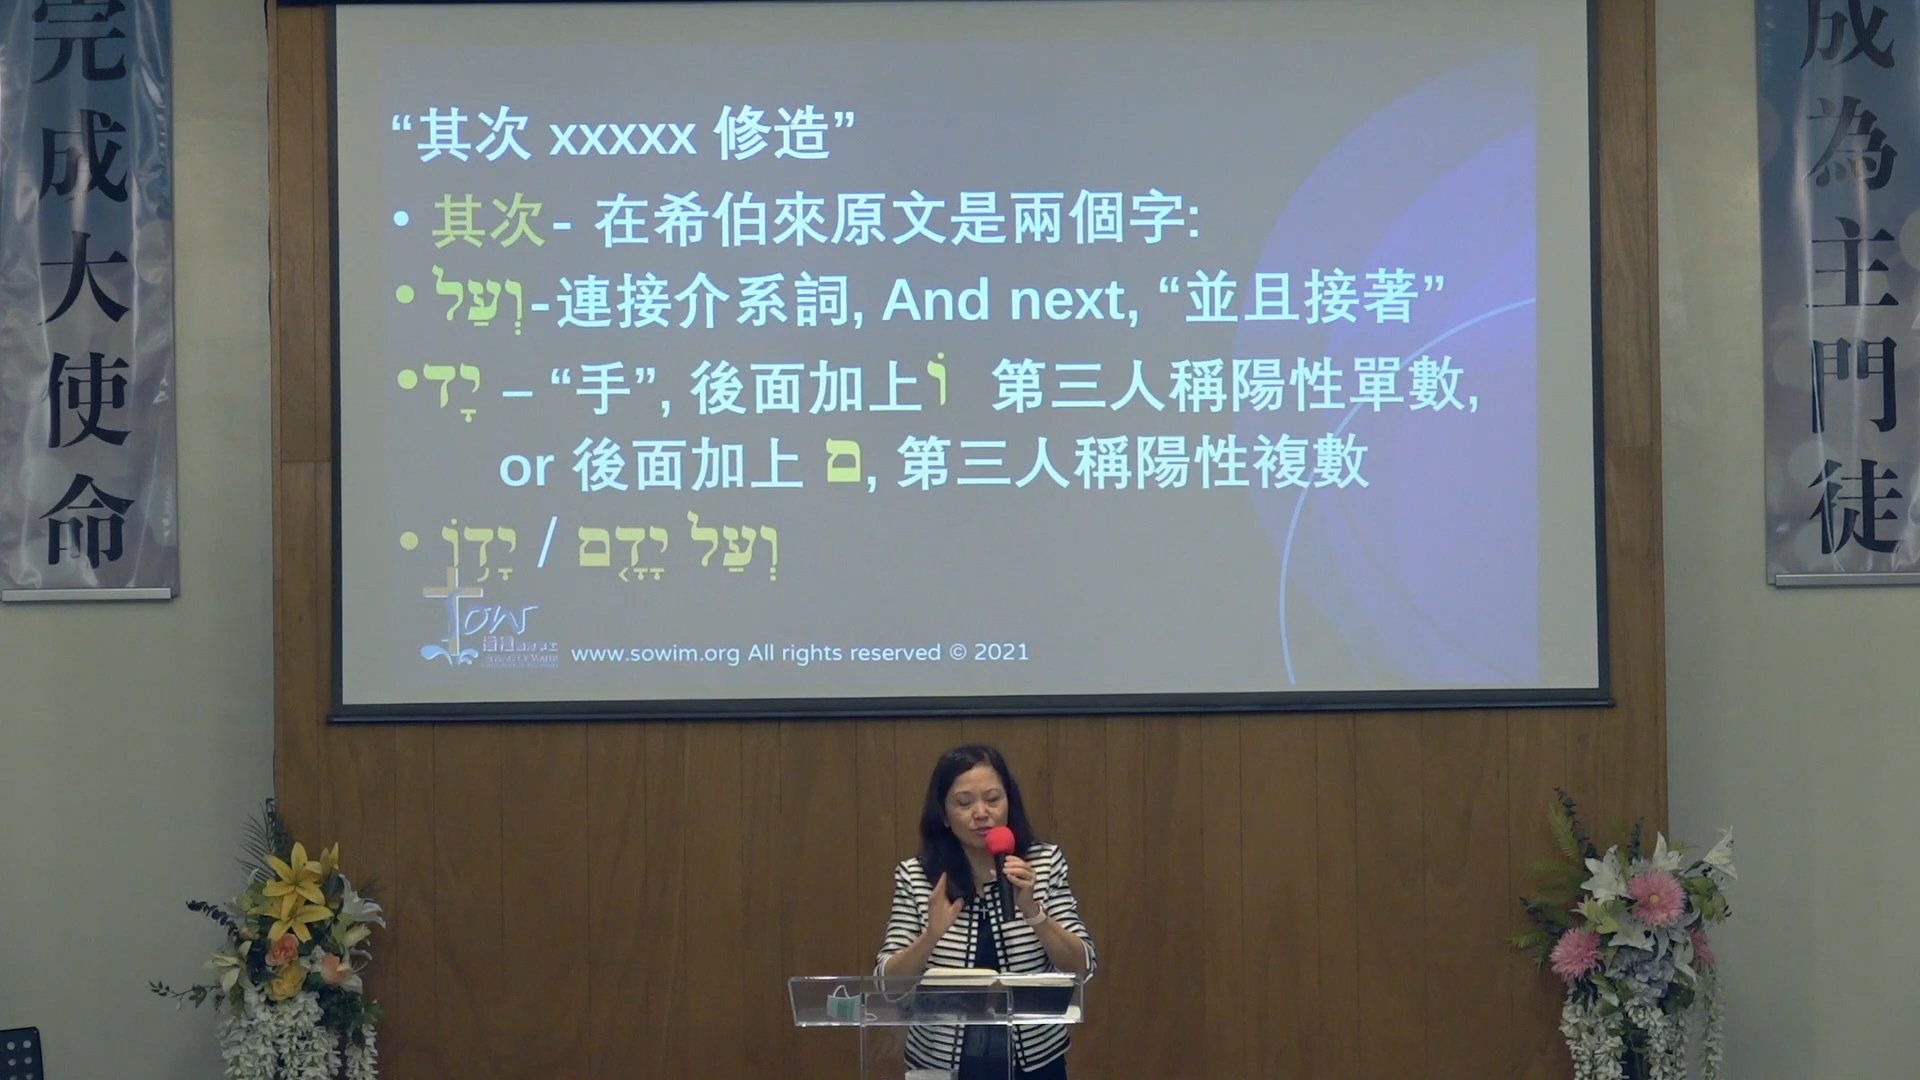 完成大使命
“其次 xxxxx 修造”
• 其次- 在希伯來原文是兩個字:
• וְעַל-連接介系詞, And next, “並且接著”
•יָד – “手”, 後面加上וֹ 第三人稱陽性單數,
or 後面加上 ם, 第三人稱陽性複數
• וְעַל יָדָ֤ם / יָד֛וֹ
sow
www.sowim.org All rights reserved © 2021
成為主門徒